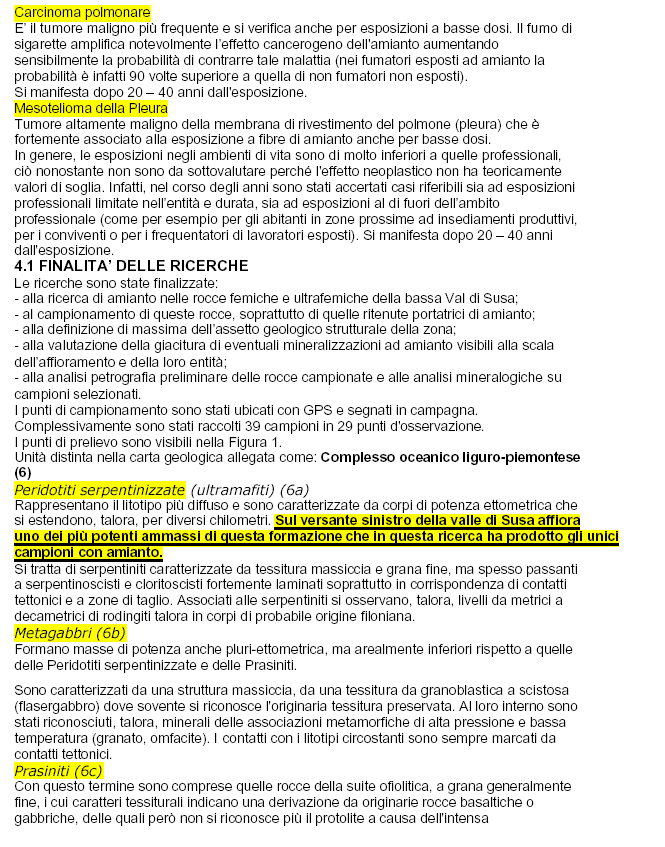 Carcinoma polmonare
E' il tumore maligno più frequente e si verifica anche per esposizioni a basse dosi. Il fumo di
sigarette amplifica notevolmente l'effetto cancerogeno dell'amianto aumentando
sensibilmente la probabilità di contrarre tale malattia (nei fumatori esposti ad amianto la
probabilità è infatti 90 volte superiore a quella di non fumatori non esposti).
Si manifesta dopo 20 – 40 anni dall'esposizione.
Mesotelioma della Pleura
Tumore altamente maligno della membrana di rivestimento del polmone (pleura) che è
fortemente associato alla esposizione a fibre di amianto anche per basse dosi.
In genere, le esposizioni negli ambienti di vita sono di molto inferiori a quelle professionali,
ciò nonostante non sono da sottovalutare perché l'effetto neoplastico non ha teoricamente
valori di soglia. Infatti, nel corso degli anni sono stati accertati casi riferibili sia ad esposizioni
professionali limitate nell'entità e durata, sia ad esposizioni al di fuori dell'ambito
professionale (come per esempio per gli abitanti in zone prossime ad insediamenti produttivi,
per i conviventi o per i frequentatori di lavoratori esposti). Si manifesta dopo 20 – 40 anni
dall'esposizione.
4.1 FINALITA' DELLE RICERCHE
Le ricerche sono state finalizzate:
- alla ricerca di amianto nelle rocce femiche e ultrafemiche della bassa Val di Susa;
- al campionamento di queste rocce, soprattutto di quelle ritenute portatrici di amianto;
- alla definizione di massima dell'assetto geologico strutturale della zona;
- alla valutazione della giacitura di eventuali mineralizzazioni ad amianto visibili alla scala
dell'affioramento e della loro entità;
- alla analisi petrografia preliminare delle rocce campionate e alle analisi mineralogiche su
campioni selezionati.
I punti di campionamento sono stati ubicati con GPS e segnati in campagna.
Complessivamente sono stati raccolti 39 campioni in 29 punti d'osservazione.
I punti di prelievo sono visibili nella Figura 1.
Unità distinta nella carta geologica allegata come: Complesso oceanico liguro-piemontese
(6)
Peridotiti serpentinizzate (ultramafiti) (6a)
Rappresentano il litotipo più diffuso e sono caratterizzate da corpi di potenza ettometrica che
si estendono, talora, per diversi chilometri. Sul versante sinistro della valle di Susa affiora
uno dei più potenti ammassi di questa formazione che in questa ricerca ha prodotto gli unici
campioni con amianto.
Si tratta di serpentiniti caratterizzate da tessitura massiccia e grana fine, ma spesso passanti
a serpentinoscisti e cloritoscisti fortemente laminati soprattutto in corrispondenza di contatti
tettonici e a zone di taglio. Associati alle serpentiniti si osservano, talora, livelli da metrici a
decametrici di rodingiti talora in corpi di probabile origine filoniana.
Metagabbri (6b)
Formano masse di potenza anche pluri-ettometrica, ma arealmente inferiori rispetto a quelle
delle Peridotiti serpentinizzate e delle Prasiniti.
Sono caratterizzati da una struttura massiccia, da una tessitura da granoblastica a scistosa
(flasergabbro) dove sovente si riconosce l'originaria tessitura preservata. Al loro interno sono
stati riconosciuti, talora, minerali delle associazioni metamorfiche di alta pressione e bassa
temperatura (granato, omfacite). I contatti con i litotipi circostanti sono sempre marcati da
contatti tettonici.
Prasiniti (6c)
Con questo termine sono comprese quelle rocce della suite ofiolitica, a grana generalmente
fine, i cui caratteri tessiturali indicano una derivazione da originarie rocce basaltiche o
gabbriche, delle quali però non si riconosce più il protolite a causa dell'intensa